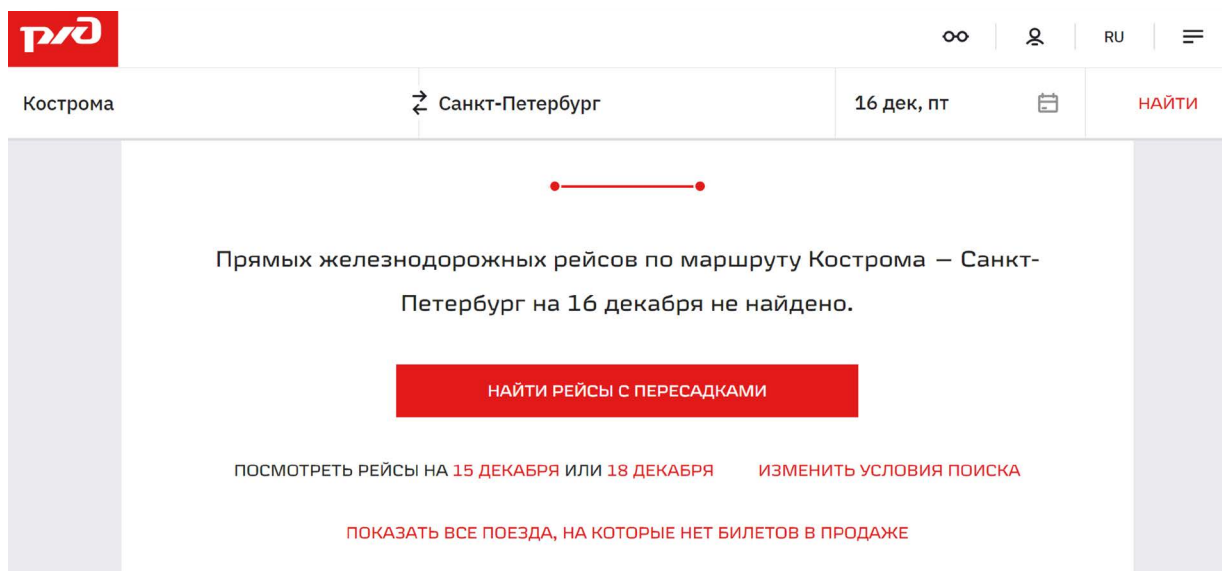 ржд
RU
Кострома
Санкт-Петербург
16 дек, пт
НАЙТИ
Прямых железнодорожных рейсов по маршруту Кострома — Санкт-
Петербург на 16 декабря не найдено.
НАЙТИ РЕЙСЫ С ПЕРЕСАДКАМИ
ПОСМОТРЕТЬ РЕЙСЫ НА 15 ДЕКАБРЯ ИЛИ 18 ДЕКАБРЯ
ИЗМЕНИТЬ УСЛОВИЯ ПОИСКА
ПОКАЗАТЬ ВСЕ ПОЕЗДА, НА КОТОРЫЕ НЕТ БИЛЕТОВ В ПРОДАЖЕ